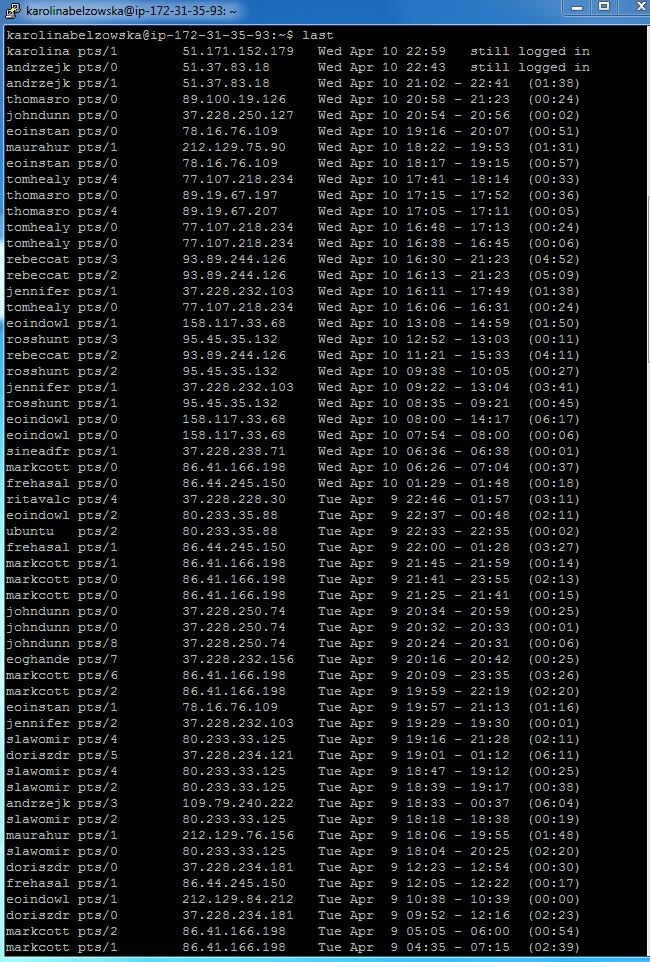 karolinabelzowska@ip-172-31-35-93: ~
karolinabelzowska@ip-172-31-35-93:~$ last
karolina pts/1        51.171.152.179   Wed Apr 10 22:59   still logged in
andrzejk pts/0        51.37.83.18      Wed Apr 10 22:43   still logged in
andrzejk pts/1        51.37.83.18      Wed Apr 10 21:02 - 22:41  (01:38)
thomasro pts/0        89.100.19.126    Wed Apr 10 20:58 - 21:23  (00:24)
johndunn pts/0        37.228.250.127   Wed Apr 10 20:54 - 20:56  (00:02)
eoinstan pts/0        78.16.76.109     Wed Apr 10 19:16 - 20:07  (00:51)
maurahur pts/1        212.129.75.90    Wed Apr 10 18:22 - 19:53  (01:31)
eoinstan pts/0        78.16.76.109     Wed Apr 10 18:17 - 19:15  (00:57)
tomhealy pts/4        77.107.218.234   Wed Apr 10 17:41 - 18:14  (00:33)
thomasro pts/0        89.19.67.197     Wed Apr 10 17:15 - 17:52  (00:36)
thomasro pts/4        89.19.67.207     Wed Apr 10 17:05 - 17:11  (00:05)
tomhealy pts/0        77.107.218.234   Wed Apr 10 16:48 - 17:13  (00:24)
tomhealy pts/0        77.107.218.234   Wed Apr 10 16:38 - 16:45  (00:06)
rebeccat pts/3        93.89.244.126    Wed Apr 10 16:30 - 21:23  (04:52)
rebeccat pts/2        93.89.244.126    Wed Apr 10 16:13 - 21:23  (05:09)
jennifer pts/1        37.228.232.103   Wed Apr 10 16:11 - 17:49  (01:38)
tomhealy pts/0        77.107.218.234   Wed Apr 10 16:06 - 16:31  (00:24)
eoindowl pts/1        158.117.33.68    Wed Apr 10 13:08 - 14:59  (01:50)
rosshunt pts/3        95.45.35.132     Wed Apr 10 12:52 - 13:03  (00:11)
rebeccat pts/2        93.89.244.126    Wed Apr 10 11:21 - 15:33  (04:11)
rosshunt pts/2        95.45.35.132     Wed Apr 10 09:38 - 10:05  (00:27)
jennifer pts/1        37.228.232.103   Wed Apr 10 09:22 - 13:04  (03:41)
rosshunt pts/1        95.45.35.132     Wed Apr 10 08:35 - 09:21  (00:45)
eoindowl pts/0        158.117.33.68    Wed Apr 10 08:00 - 14:17  (06:17)
eoindowl pts/0        158.117.33.68    Wed Apr 10 07:54 - 08:00  (00:06)
sineadfr pts/1        37.228.238.71    Wed Apr 10 06:36 - 06:38  (00:01)
markcott pts/0        86.41.166.198    Wed Apr 10 06:26 - 07:04  (00:37)
frehasal pts/0        86.44.245.150    Wed Apr 10 01:29 - 01:48  (00:18)
ritavalc pts/4        37.228.228.30    Tue Apr  9 22:46 - 01:57  (03:11)
eoindowl pts/2        80.233.35.88     Tue Apr  9 22:37 - 00:48  (02:11)
ubuntu   pts/2        80.233.35.88     Tue Apr  9 22:33 - 22:35  (00:02)
frehasal pts/1        86.44.245.150    Tue Apr  9 22:00 - 01:28  (03:27)
markcott pts/1        86.41.166.198    Tue Apr  9 21:45 - 21:59  (00:14)
markcott pts/0        86.41.166.198    Tue Apr  9 21:41 - 23:55  (02:13)
markcott pts/0        86.41.166.198    Tue Apr  9 21:25 - 21:41  (00:15)
johndunn pts/0        37.228.250.74    Tue Apr  9 20:34 - 20:59  (00:25)
johndunn pts/0        37.228.250.74    Tue Apr  9 20:32 - 20:33  (00:01)
johndunn pts/8        37.228.250.74    Tue Apr  9 20:24 - 20:31  (00:06)
eoghande pts/7        37.228.232.156   Tue Apr  9 20:16 - 20:42  (00:25)
markcott pts/6        86.41.166.198    Tue Apr  9 20:09 - 23:35  (03:26)
markcott pts/2        86.41.166.198    Tue Apr  9 19:59 - 22:19  (02:20)
eoinstan pts/1        78.16.76.109     Tue Apr  9 19:57 - 21:13  (01:16)
jennifer pts/2        37.228.232.103   Tue Apr  9 19:29 - 19:30  (00:01)
slawomir pts/4        80.233.33.125    Tue Apr  9 19:16 - 21:28  (02:11)
doriszdr pts/5        37.228.234.121   Tue Apr  9 19:01 - 01:12  (06:11)
slawomir pts/4        80.233.33.125    Tue Apr  9 18:47 - 19:12  (00:25)
slawomir pts/2        80.233.33.125    Tue Apr  9 18:39 - 19:17  (00:38)
andrzejk pts/3        109.79.240.222   Tue Apr  9 18:33 - 00:37  (06:04)
slawomir pts/2        80.233.33.125    Tue Apr  9 18:18 - 18:38  (00:19)
maurahur pts/1        212.129.76.156   Tue Apr  9 18:06 - 19:55  (01:48)
slawomir pts/0        80.233.33.125    Tue Apr  9 18:04 - 20:25  (02:20)
doriszdr pts/0        37.228.234.181   Tue Apr  9 12:23 - 12:54  (00:30)
frehasal pts/1        86.44.245.150    Tue Apr  9 12:05 - 12:22  (00:17)
eoindowl pts/1        212.129.84.212   Tue Apr  9 10:38 - 10:39  (00:00)
doriszdr pts/0        37.228.234.181   Tue Apr  9 09:52 - 12:16  (02:23)
markcott pts/2        86.41.166.198    Tue Apr  9 05:05 - 06:00  (00:54)
markcott pts/1        86.41.166.198    Tue Apr  9 04:35 - 07:15  (02:39)